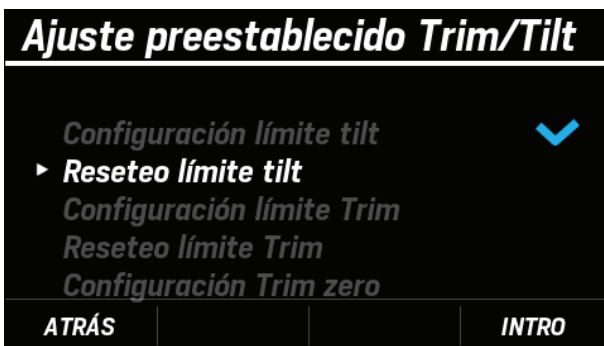 Ajuste preestablecido Trim/Tilt
Configuración límite tilt
Reseteo límite tilt
Configuración límite Trim
Reseteo límite Trim
Configuración Trim zero
ATRÁS INTRO